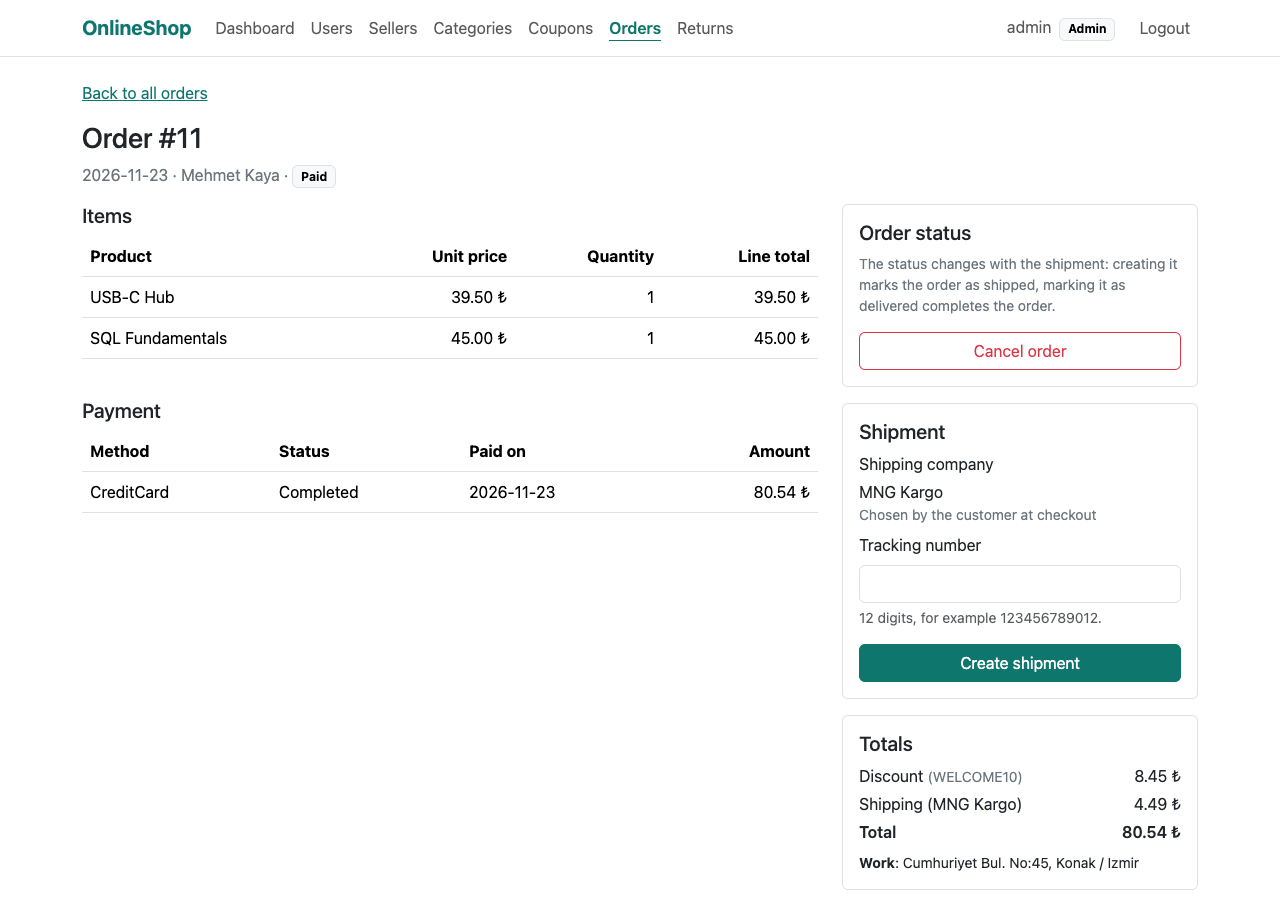 OnlineShop Dashboard Users Sellers Categories Coupons Orders Returns admin Admin Logout
Back to all orders
Order #11
2026-11-23 · Mehmet Kaya · Paid
Items
Product Unit price Quantity Line total
USB-C Hub 39.50 ₺ 1 39.50 ₺
SQL Fundamentals 45.00 ₺ 1 45.00 ₺
Payment
Method Status Paid on Amount
CreditCard Completed 2026-11-23 80.54 ₺
Order status
The status changes with the shipment: creating it
marks the order as shipped, marking it as
delivered completes the order.
Cancel order
Shipment
Shipping company
MNG Kargo
Chosen by the customer at checkout
Tracking number
12 digits, for example 123456789012.
Create shipment
Totals
Discount (WELCOME10) 8.45 ₺
Shipping (MNG Kargo) 4.49 ₺
Total 80.54 ₺
Work: Cumhuriyet Bul. No:45, Konak / Izmir